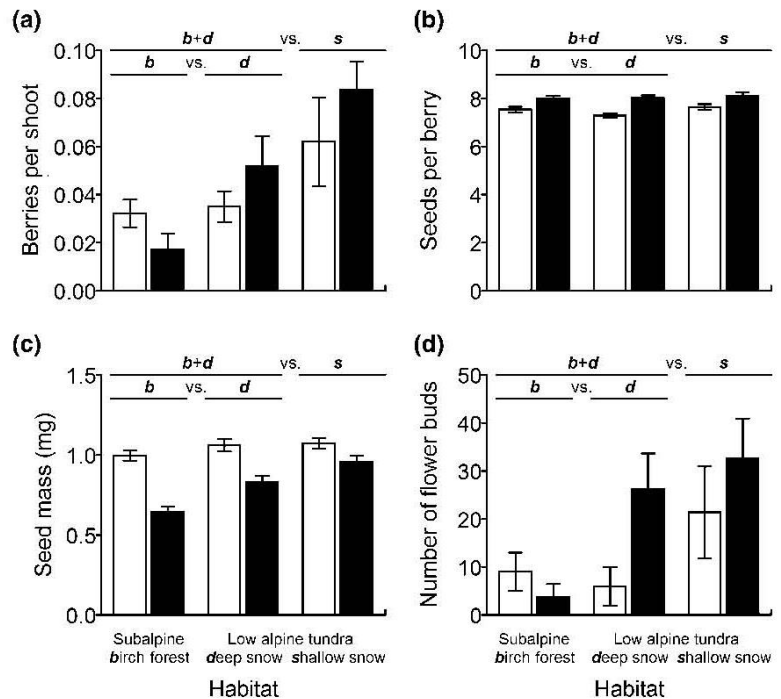 (a)
b+d vs. s
b vs. d
Berries per shoot
0.10
0.08
0.06
0.04
0.02
0.00
(b)
b+d vs. s
b vs. d
Seeds per berry
10
8
6
4
2
0
(c)
b+d vs. s
b vs. d
Seed mass (mg)
1.5
1.0
0.5
0.0
Subalpine Low alpine tundra
birch forest deep snow shallow snow
Habitat
(d)
b+d vs. s
b vs. d
Number of flower buds
50
40
30
20
10
0
Subalpine Low alpine tundra
birch forest deep snow shallow snow
Habitat